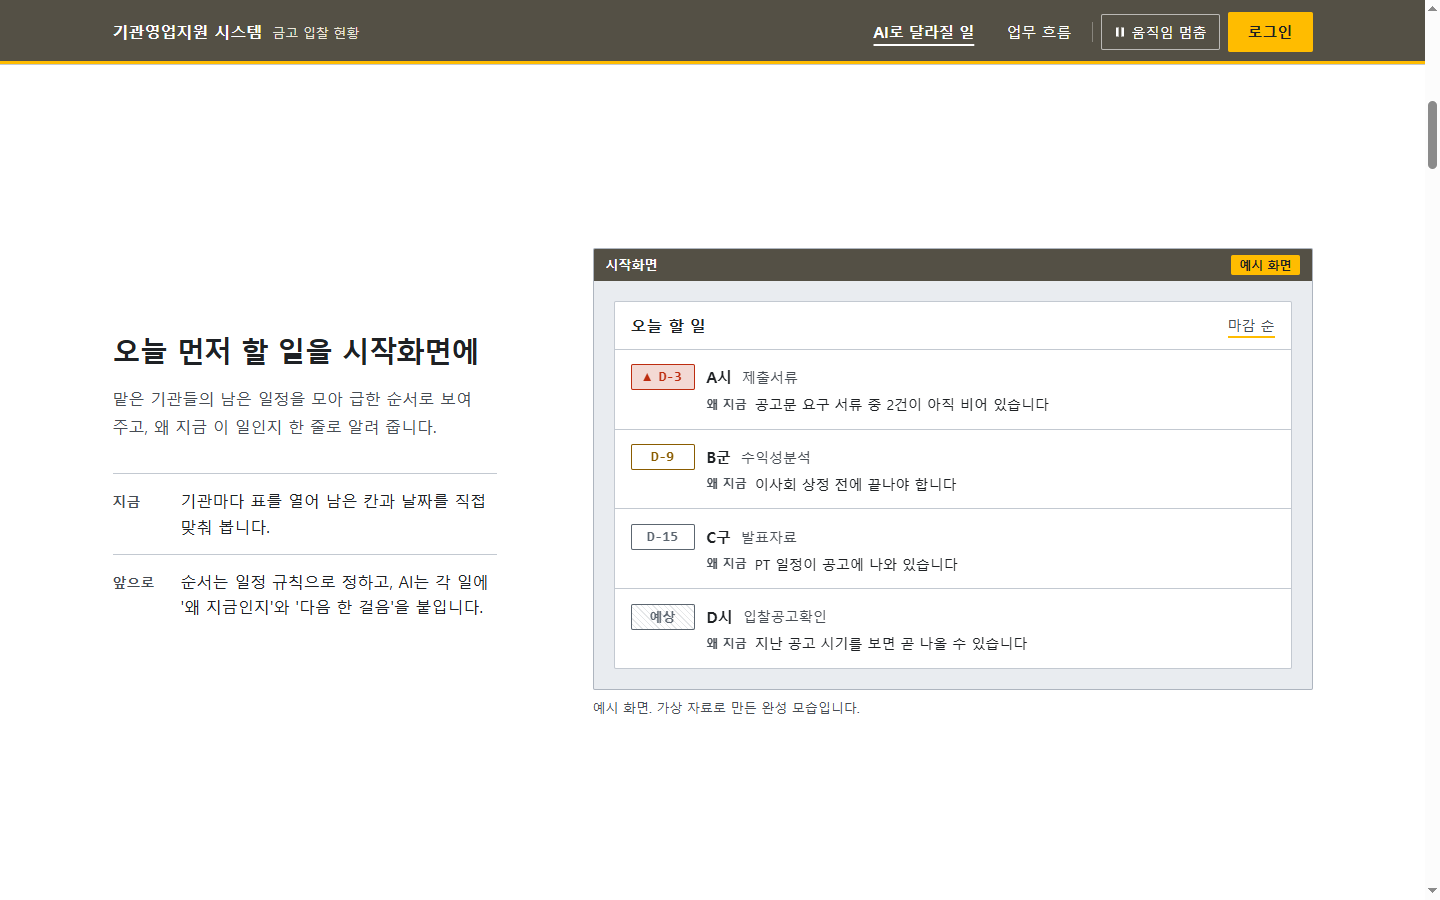 기관영업지원 시스템 금고 입찰 현황
AI로 달라질 일
업무 흐름
움직임 멈춤
로그인
오늘 먼저 할 일을 시작화면에
맡은 기관들의 남은 일정을 모아 급한 순서로 보여
주고, 왜 지금 이 일인지 한 줄로 알려 줍니다.
지금
기관마다 표를 열어 남은 칸과 날짜를 직접
맞춰 봅니다.
앞으로
순서는 일정 규칙으로 정하고, AI는 각 일에
'왜 지금인지'와 '다음 한 걸음'을 붙입니다.
시작화면
예시 화면
오늘 할 일
마감 순
▲ D-3
A시 제출서류
왜 지금 공고문 요구 서류 중 2건이 아직 비어 있습니다
D-9
B군 수익성분석
왜 지금 이사회 상정 전에 끝나야 합니다
D-15
C구 발표자료
왜 지금 PT 일정이 공고에 나와 있습니다
예상
D시 입찰공고확인
왜 지금 지난 공고 시기를 보면 곧 나올 수 있습니다
예시 화면. 가상 자료로 만든 완성 모습입니다.